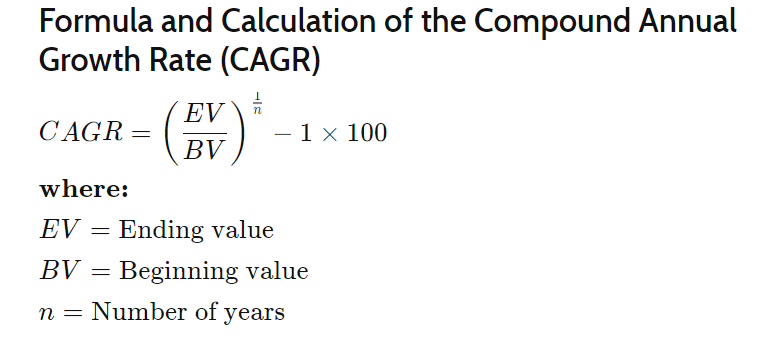 Formula and Calculation of the Compound Annual
Growth Rate (CAGR)
CAGR = (EV/BV)^(1/n) − 1 × 100
where:
EV = Ending value
BV = Beginning value
n = Number of years